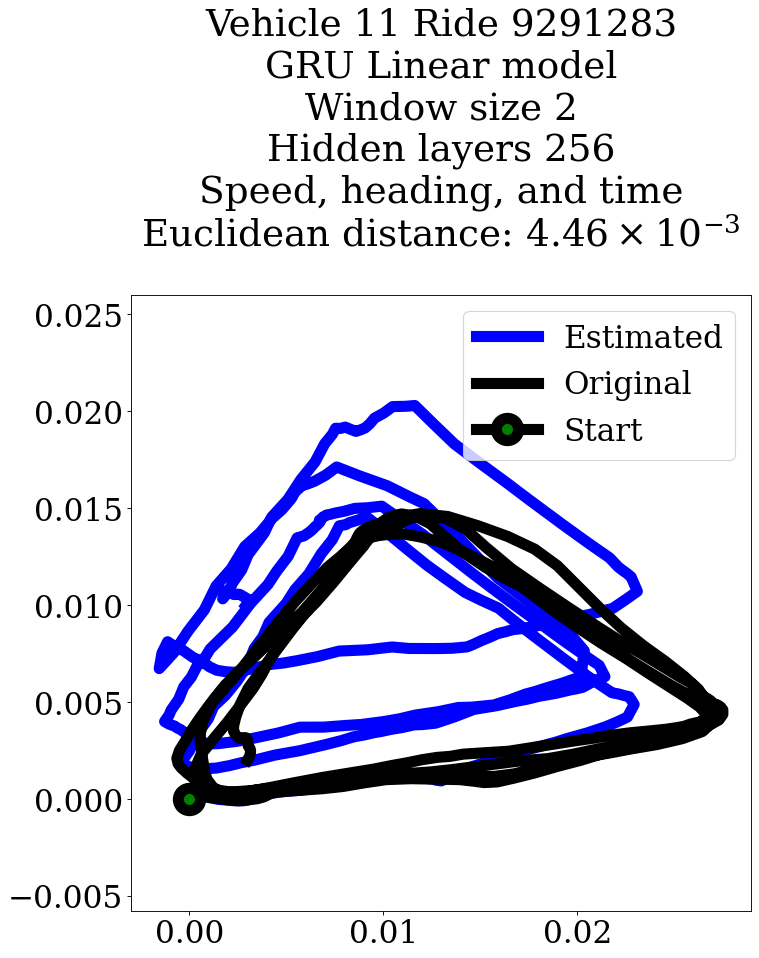 Vehicle 11 Ride 9291283
GRU Linear model
Window size 2
Hidden layers 256
Speed, heading, and time
Euclidean distance: 4.46 × 10⁻³
Estimated
Original
Start
0.025
0.020
0.015
0.010
0.005
0.000
−0.005
0.00
0.01
0.02